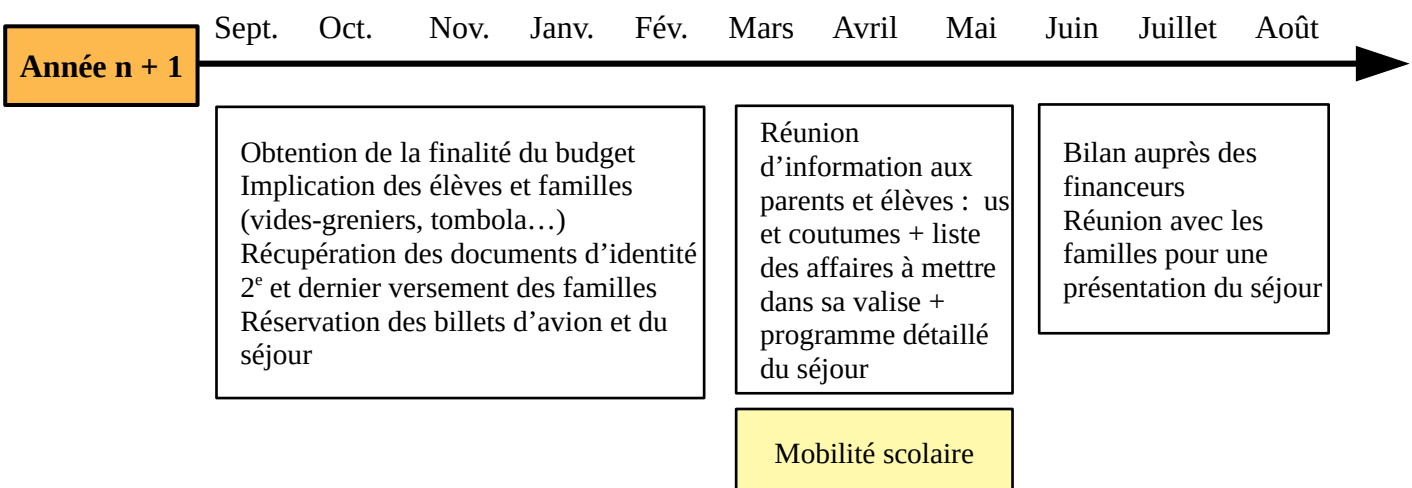 Sept. Oct. Nov. Janv. Fév. Mars Avril Mai Juin Juillet Août
Année n + 1
Obtention de la finalité du budget
Implication des élèves et familles
(vides-greniers, tombola…)
Récupération des documents d’identité
2e et dernier versement des familles
Réservation des billets d’avion et du
séjour
Réunion
d’information aux
parents et élèves : us
et coutumes + liste
des affaires à mettre
dans sa valise +
programme détaillé
du séjour
Mobilité scolaire
Bilan auprès des
financeurs
Réunion avec les
familles pour une
présentation du séjour